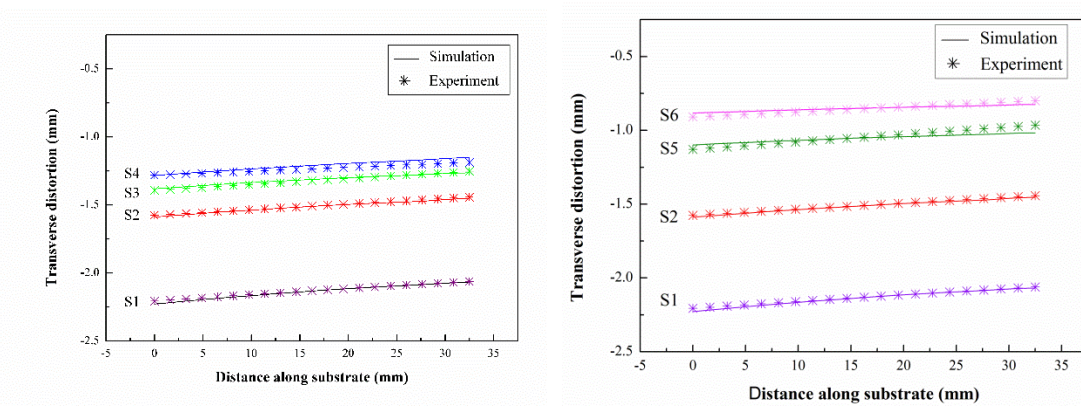 Simulation
Experiment
Transverse distortion (mm)
-0.5
-1.0
-1.5
-2.0
-2.5
S4
S3
S2
S1
-5 0 5 10 15 20 25 30 35
Distance along substrate (mm)
Simulation
Experiment
Transverse distortion (mm)
-0.5
-1.0
-1.5
-2.0
-2.5
S6
S5
S2
S1
-5 0 5 10 15 20 25 30 35
Distance along substrate (mm)